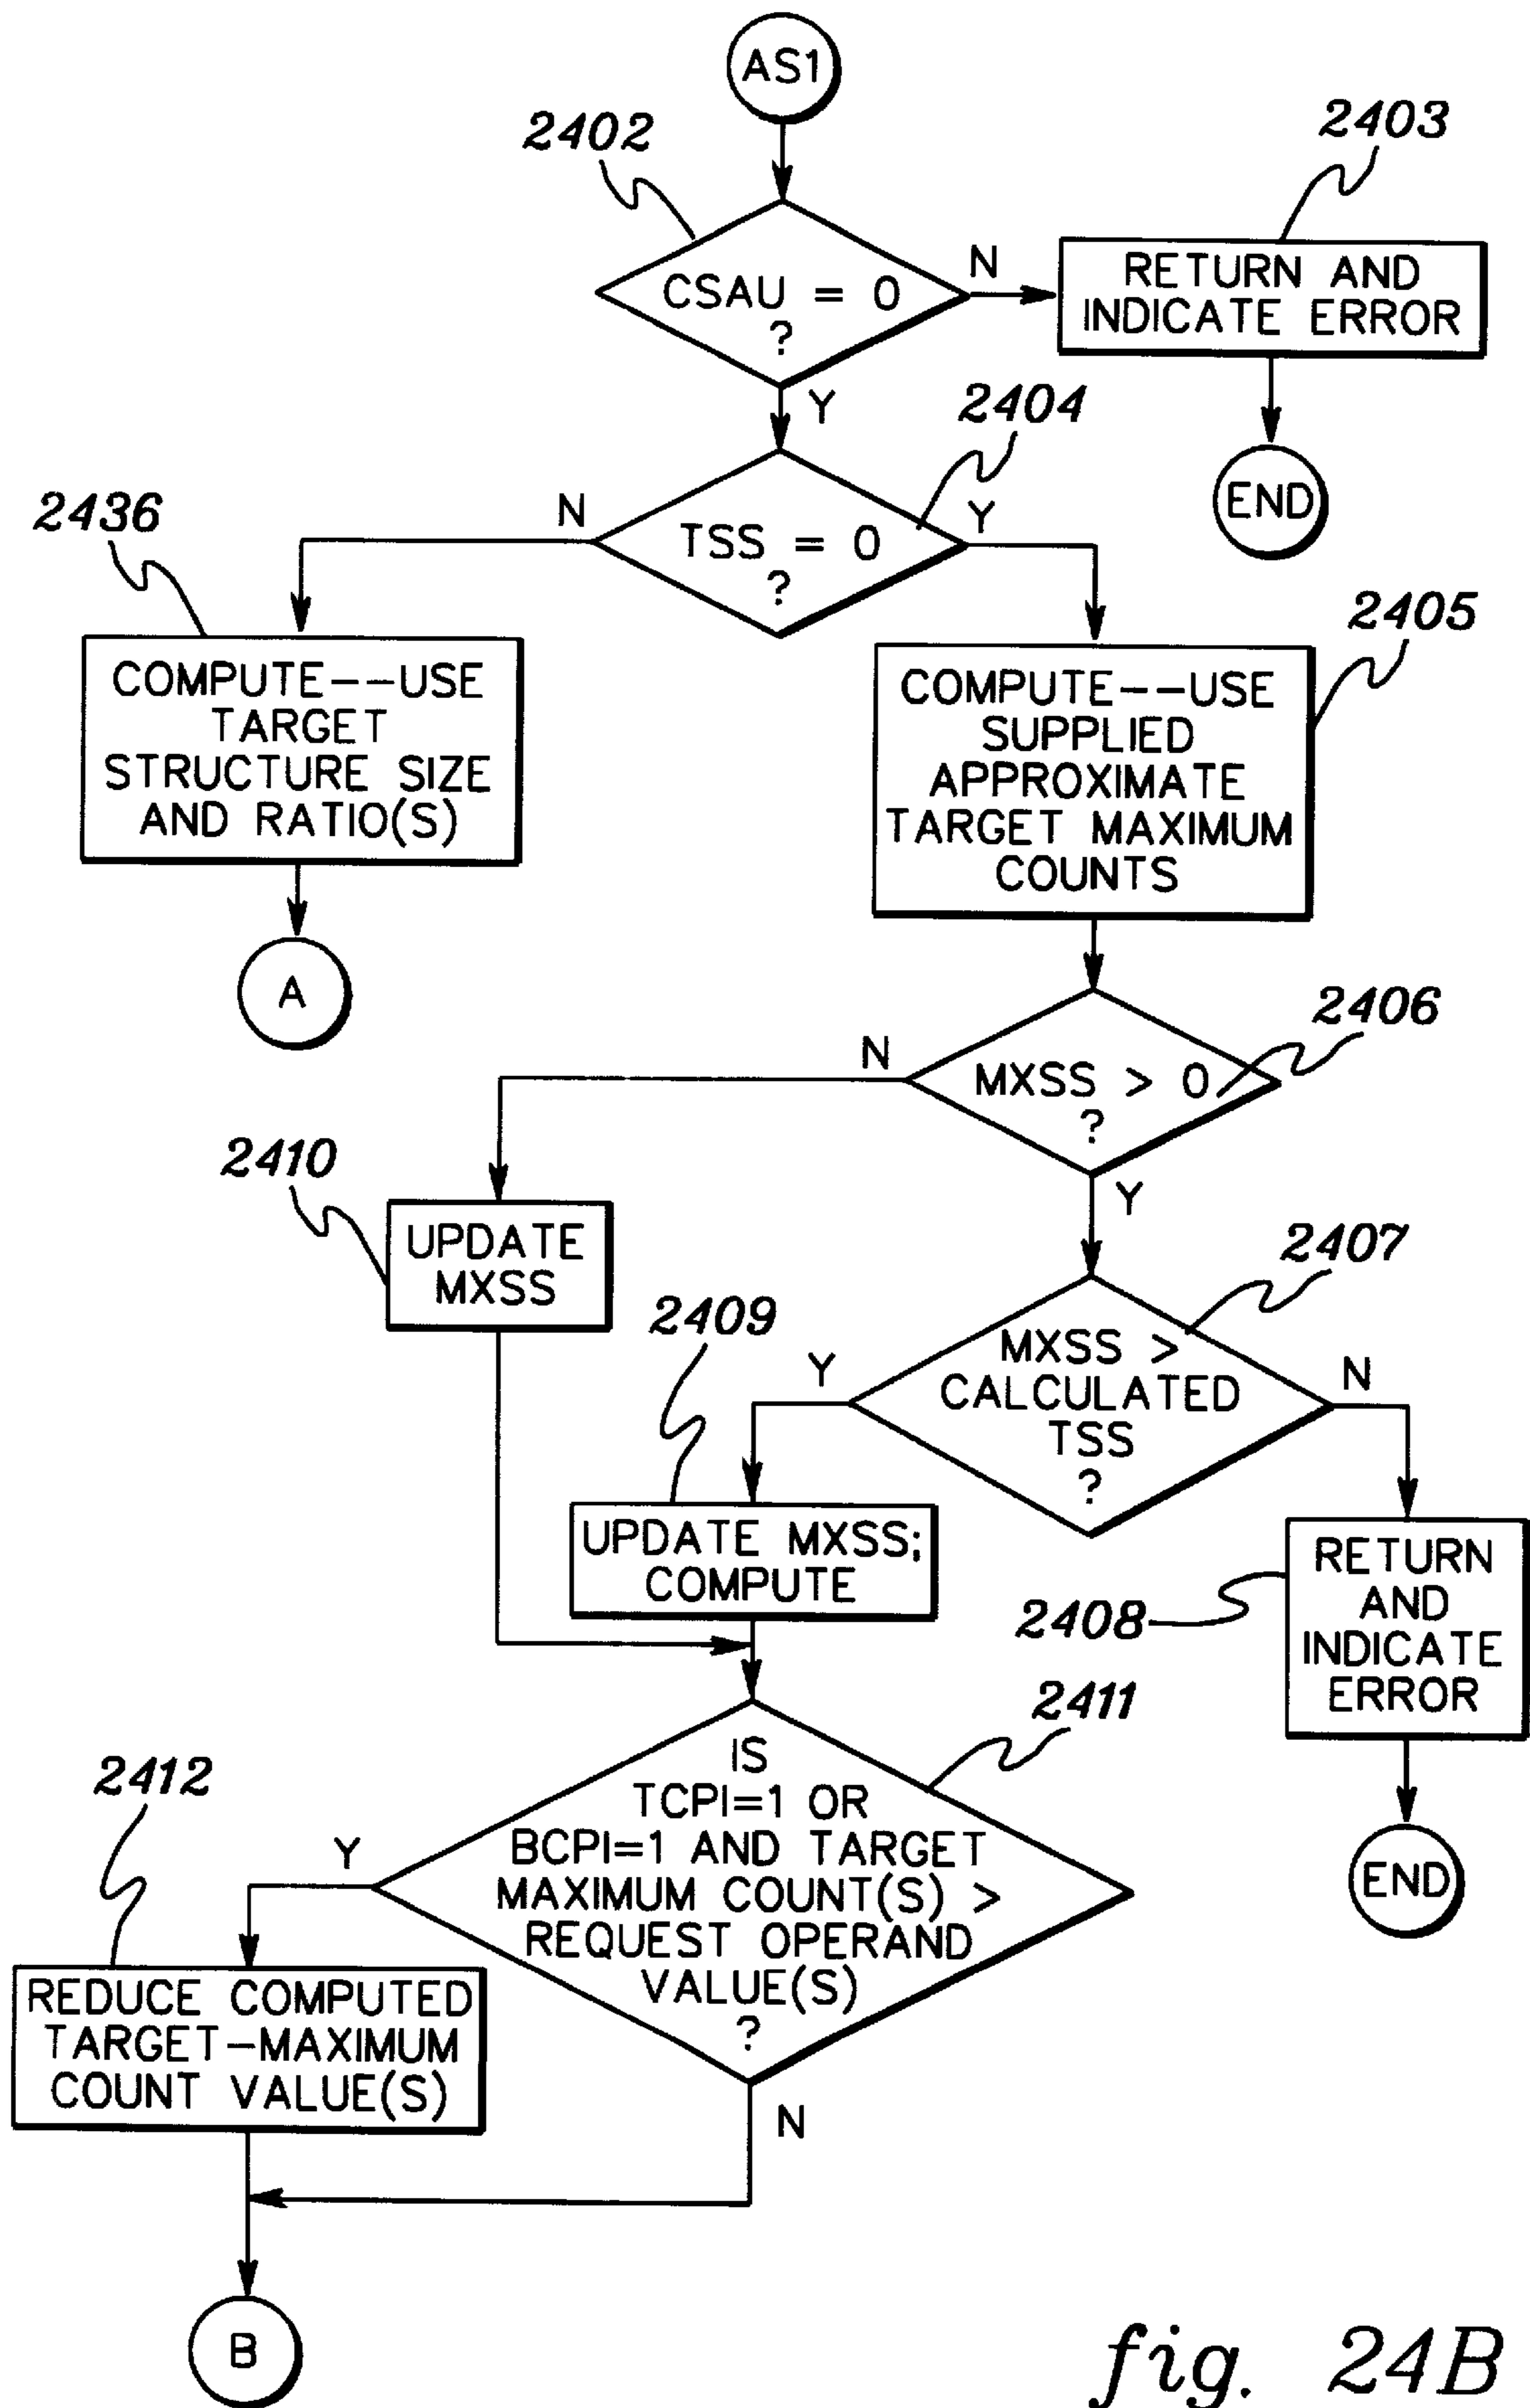 AS1
2402
2403
CSAU = 0
?
N
RETURN AND
INDICATE ERROR
Y
END
2404
2436
N
TSS = 0
?
Y
2405
COMPUTE--USE
TARGET
STRUCTURE SIZE
AND RATIO(S)
COMPUTE--USE
SUPPLIED
APPROXIMATE
TARGET MAXIMUM
COUNTS
A
2406
N
MXSS > 0
?
Y
2410
UPDATE
MXSS
2407
2409
Y
MXSS >
CALCULATED
TSS
?
N
UPDATE MXSS;
COMPUTE
2408
RETURN
AND
INDICATE
ERROR
END
2411
2412
Y
IS
TCPI=1 OR
BCPI=1 AND TARGET
MAXIMUM COUNT(S) >
REQUEST OPERAND
VALUE(S)
?
REDUCE COMPUTED
TARGET-MAXIMUM
COUNT VALUE(S)
N
B
fig. 24B